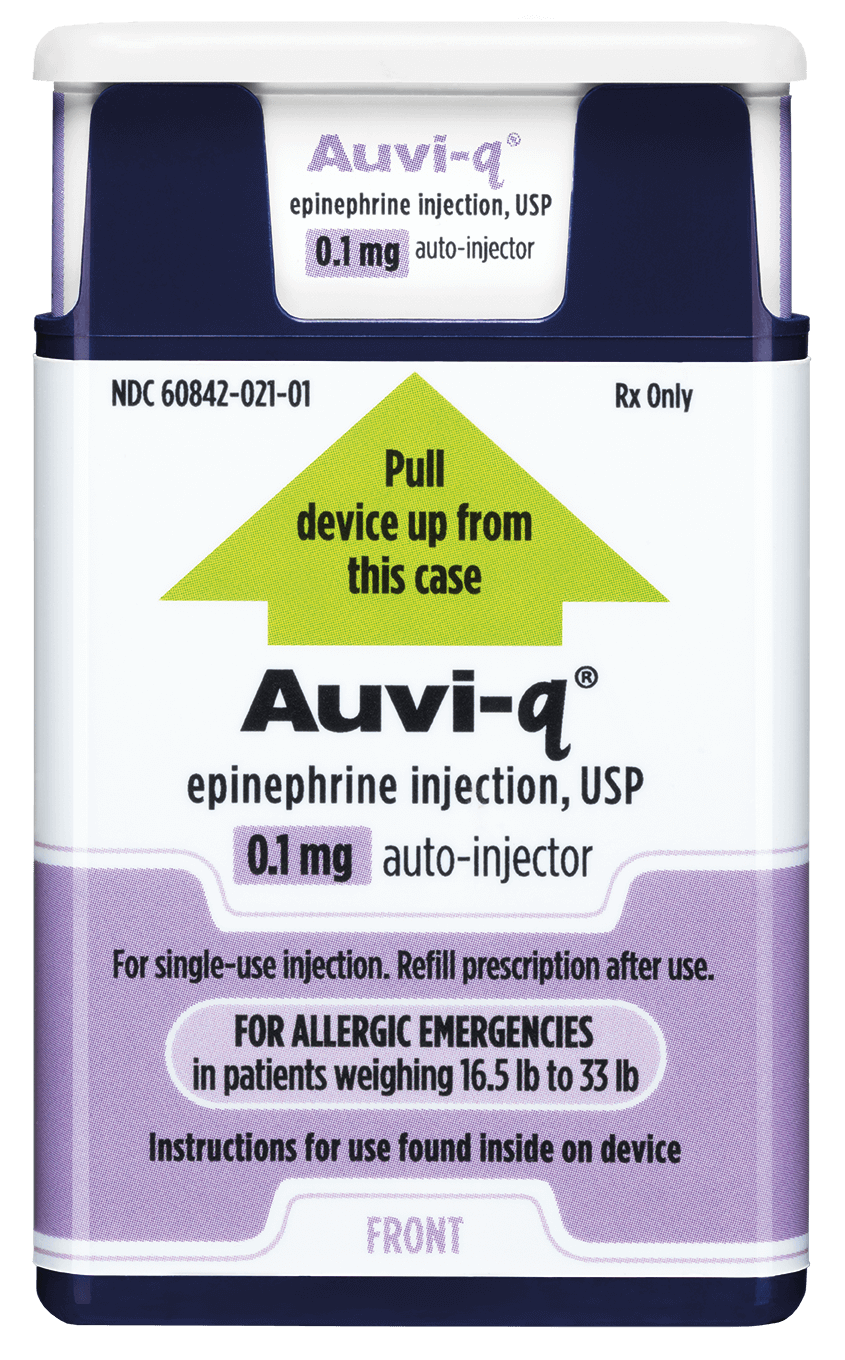 Auvi-q®
epinephrine injection, USP
0.1 mg auto-injector
NDC 60842-021-01 Rx Only
Pull
device up from
this case
Auvi-q®
epinephrine injection, USP
0.1 mg auto-injector
For single-use injection. Refill prescription after use.
FOR ALLERGIC EMERGENCIES
in patients weighing 16.5 lb to 33 lb
Instructions for use found inside on device
FRONT